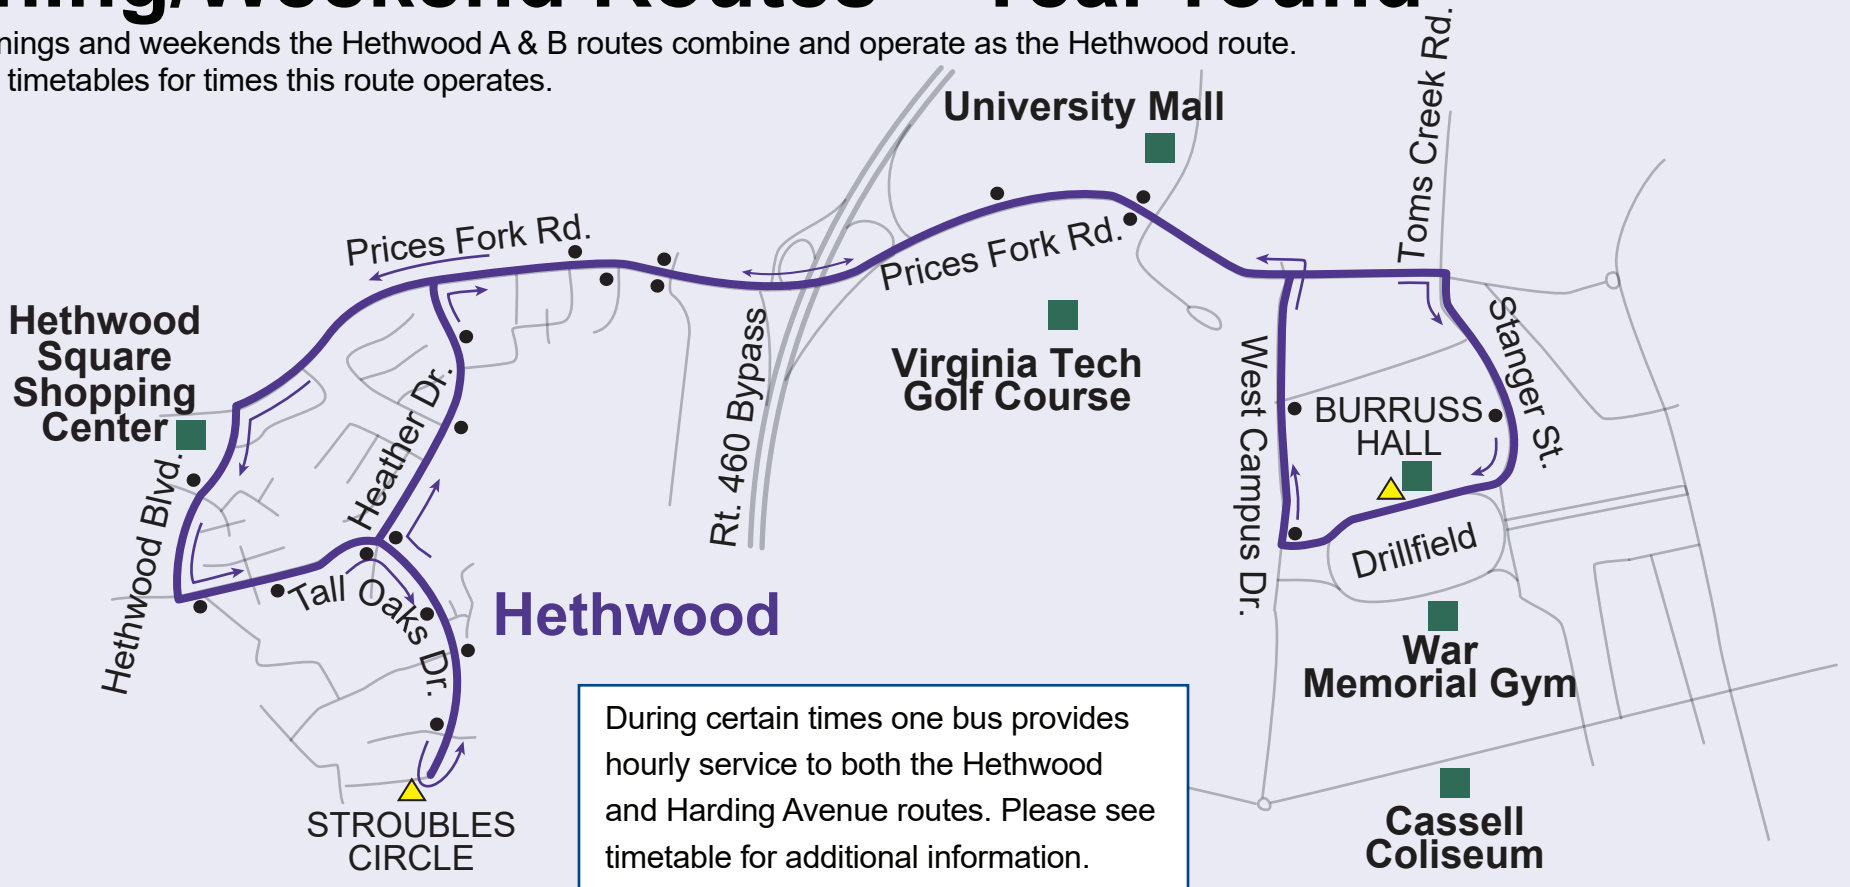 nings and weekends the Hethwood A & B routes combine and operate as the Hethwood route.
timetables for times this route operates.
University Mall
Toms Creek Rd.
Prices Fork Rd.
Prices Fork Rd.
Hethwood
Square
Shopping
Center
Virginia Tech
Golf Course
Stanger St.
West Campus Dr.
BURRUSS
HALL
Heather Dr.
Rt. 460 Bypass
Hethwood Blvd.
Drillfield
Tall Oaks Dr.
Hethwood
War
Memorial Gym
During certain times one bus provides
hourly service to both the Hethwood
and Harding Avenue routes. Please see
timetable for additional information.
STROUBLES
CIRCLE
Cassell
Coliseum